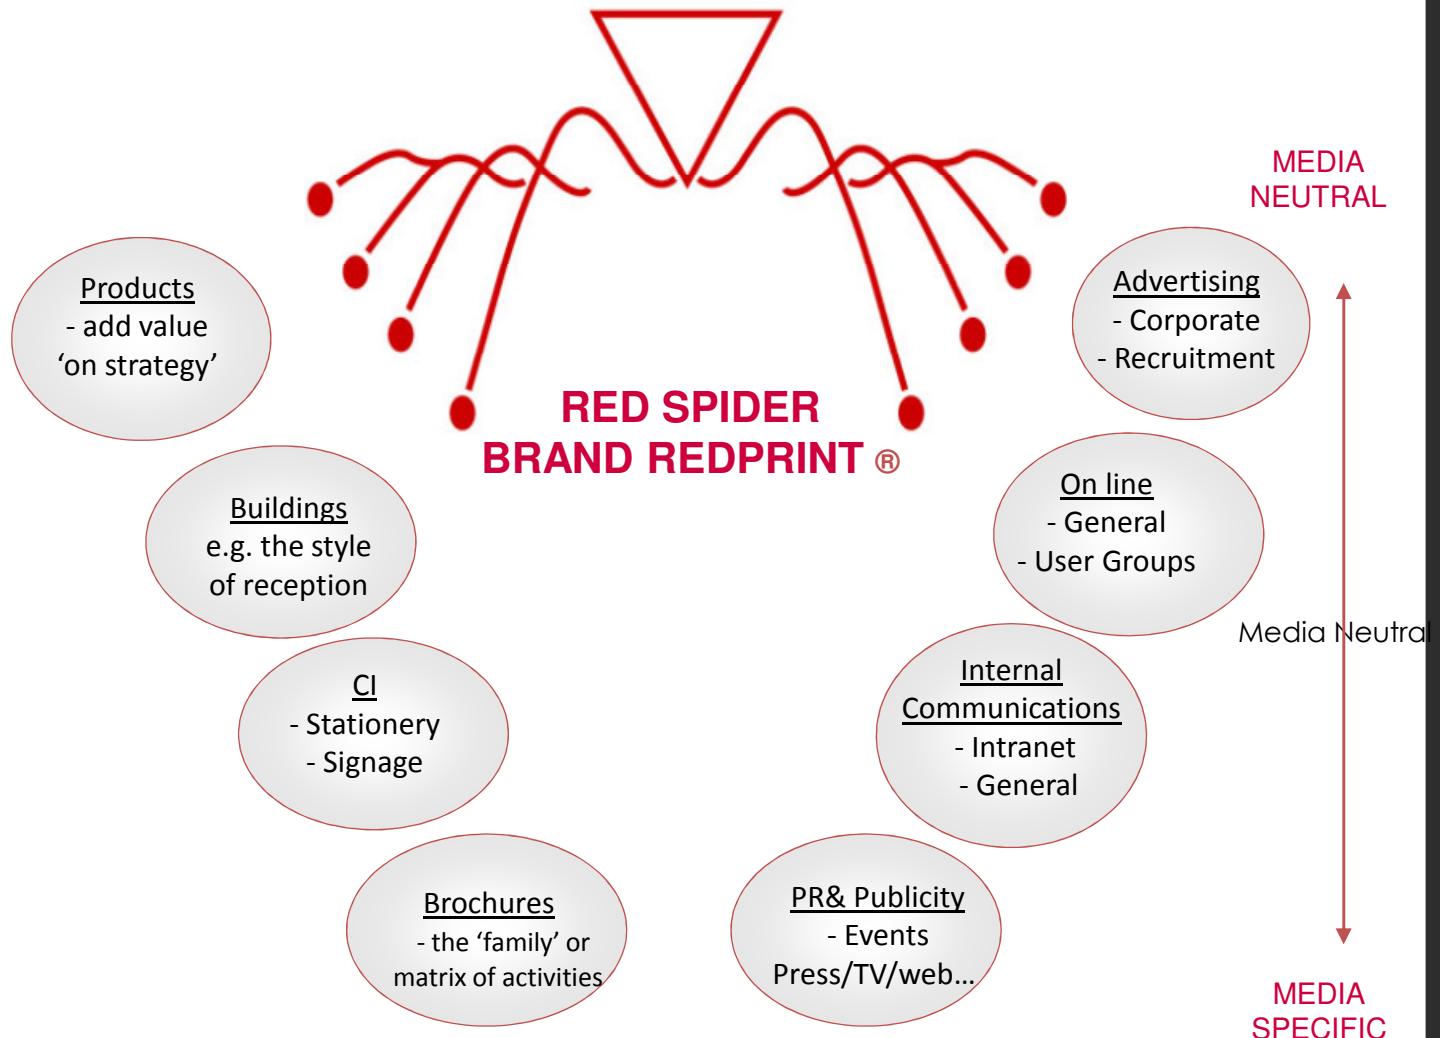 MEDIA
NEUTRAL
Products
- add value
‘on strategy’
Advertising
- Corporate
- Recruitment
RED SPIDER
BRAND REDPRINT ®
Buildings
e.g. the style
of reception
On line
- General
- User Groups
Media Neutral
CI
- Stationery
- Signage
Internal
Communications
- Intranet
- General
Brochures
- the ‘family’ or
matrix of activities
PR& Publicity
- Events
Press/TV/web...
MEDIA
SPECIFIC